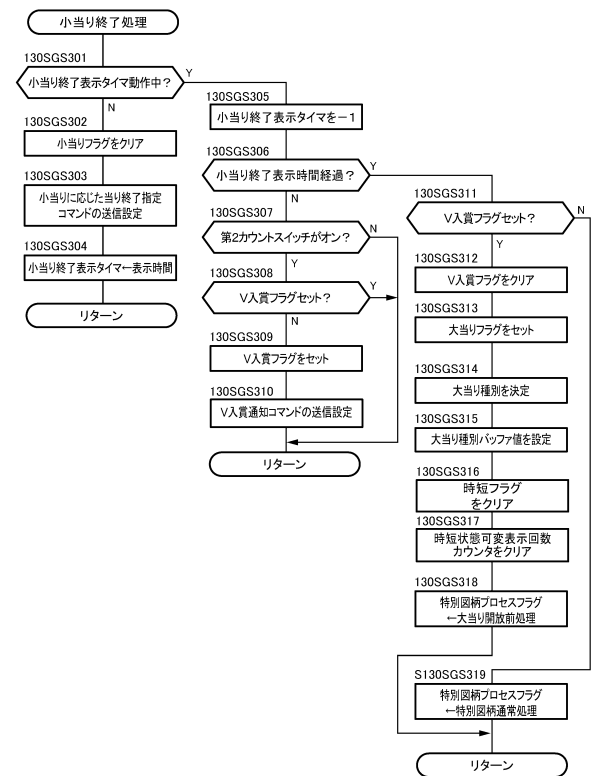 小当り終了処理
130SGS301
小当り終了表示タイマ動作中？
Y
N
130SGS302
小当りフラグをクリア
130SGS303
小当りに応じた当り終了指定
コマンドの送信設定
130SGS304
小当り終了表示タイマ←表示時間
リターン
130SGS305
小当り終了表示タイマを－1
130SGS306
小当り終了表示時間経過？
Y
N
130SGS307
第2カウントスイッチがオン？
N
Y
130SGS308
V入賞フラグセット？
Y
N
130SGS309
V入賞フラグをセット
130SGS310
V入賞通知コマンドの送信設定
リターン
130SGS311
V入賞フラグセット？
N
Y
130SGS312
V入賞フラグをクリア
130SGS313
大当りフラグをセット
130SGS314
大当り種別を決定
130SGS315
大当り種別バッファ値を設定
130SGS316
時短フラグ
をクリア
130SGS317
時短状態可変表示回数
カウンタをクリア
130SGS318
特別図柄プロセスフラグ
←大当り開放前処理
S130SGS319
特別図柄プロセスフラグ
←特別図柄通常処理
リターン